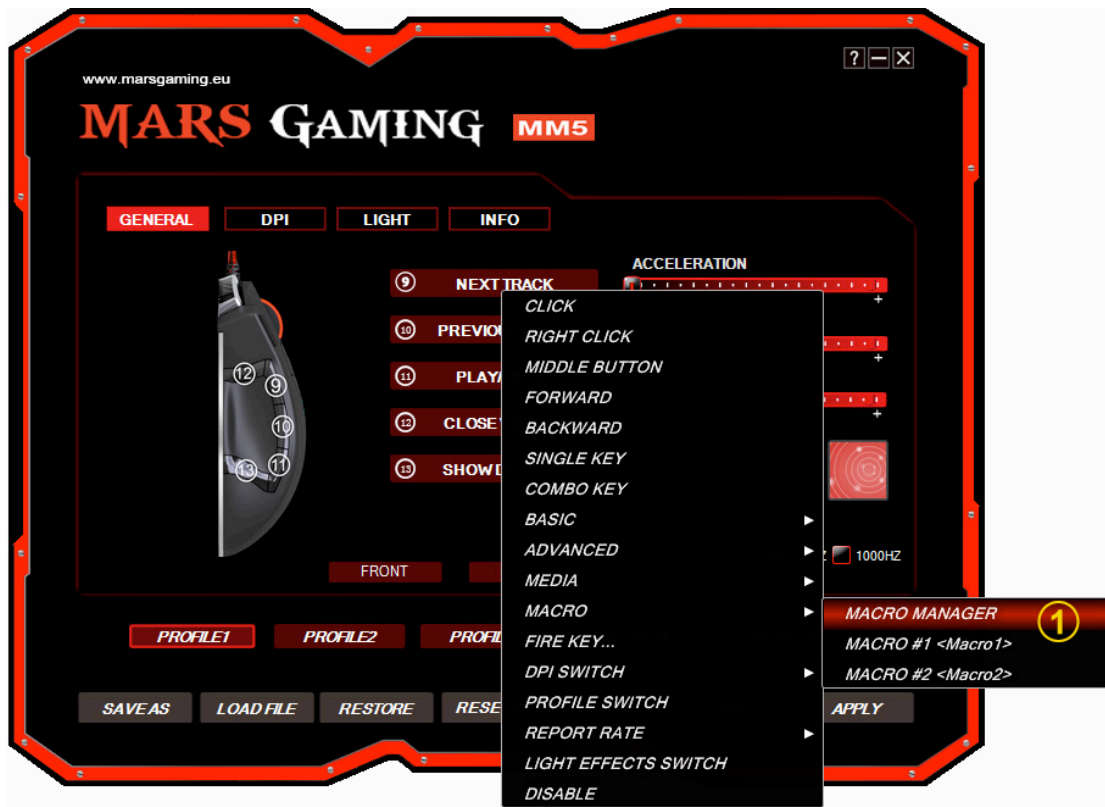 www.marsgaming.eu
MARS GAMING MM5
GENERAL DPI LIGHT INFO
ACCELERATION
9 NEXT TRACK
10 PREVIOU
11 PLAY/
12 CLOSE
13 SHOW D
12
9
10
11
13
+
+
+
1000HZ
FRONT
CLICK
RIGHT CLICK
MIDDLE BUTTON
FORWARD
BACKWARD
SINGLE KEY
COMBO KEY
BASIC
ADVANCED
MEDIA
MACRO
FIRE KEY...
DPI SWITCH
PROFILE SWITCH
REPORT RATE
LIGHT EFFECTS SWITCH
DISABLE
MACRO MANAGER 1
MACRO #1 <Macro1>
MACRO #2 <Macro2>
PROFILE1 PROFILE2 PROFIL
SAVE AS LOAD FILE RESTORE RESE APPLY